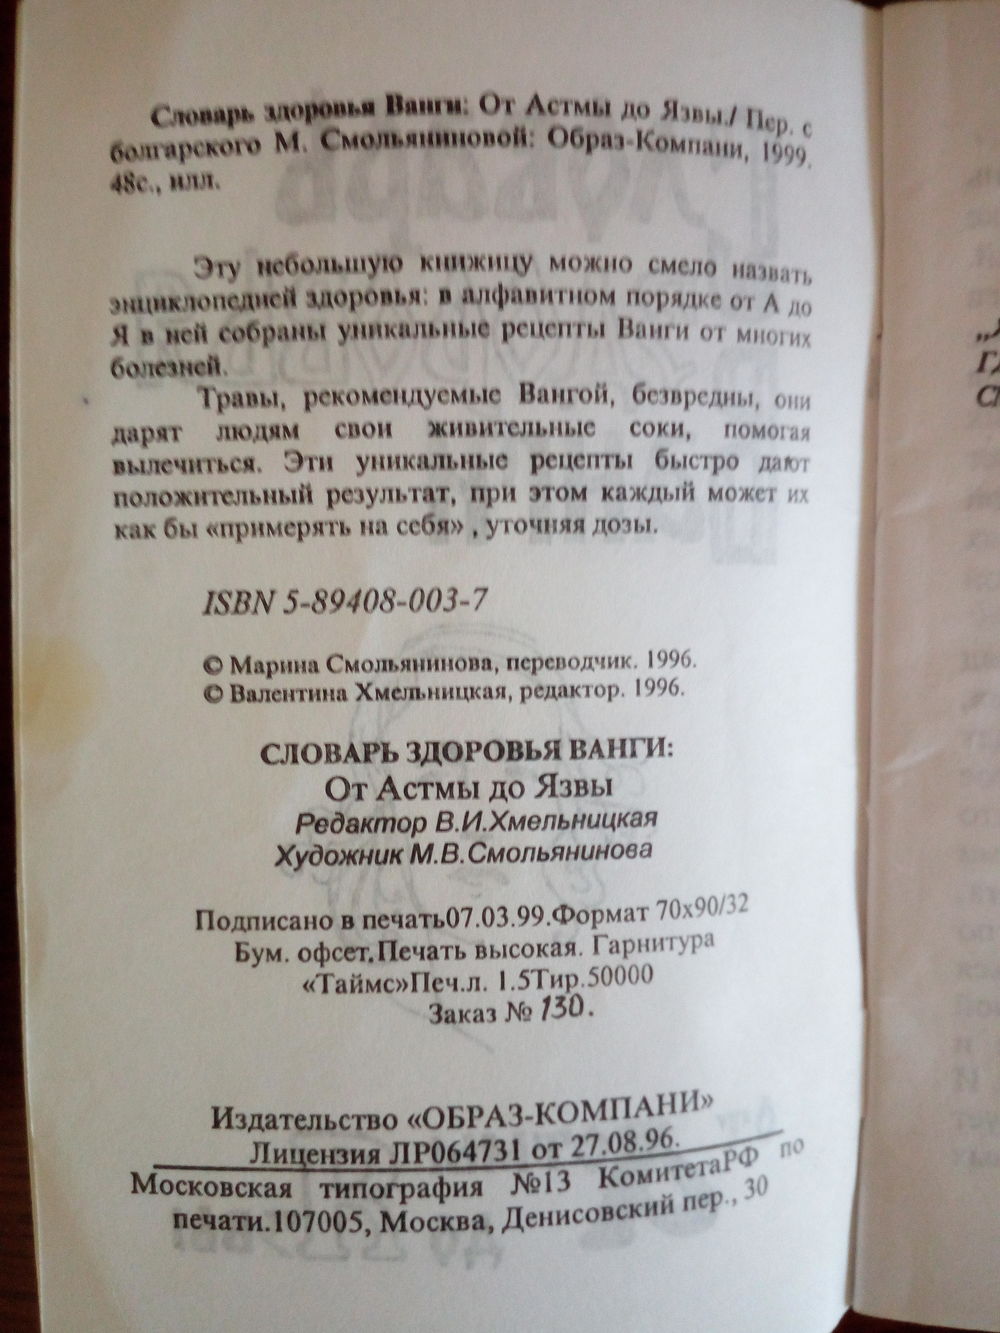 Словарь здоровья Ванги: От Астмы до Язвы./ Пер. с
болгарского М. Смольяниновой: Образ-Компани, 1999.
48с., илл.
Эту небольшую книжицу можно смело назвать
энциклопедией здоровья: в алфавитном порядке от А до
Я в ней собраны уникальные рецепты Ванги от многих
болезней.
Травы, рекомендуемые Вангой, безвредны, они
дарят людям свои живительные соки, помогая
вылечиться. Эти уникальные рецепты быстро дают
положительный результат, при этом каждый может их
как бы «примерять на себя» , уточняя дозы.
ISBN 5-89408-003-7
© Марина Смольянинова, переводчик. 1996.
© Валентина Хмельницкая, редактор. 1996.
СЛОВАРЬ ЗДОРОВЬЯ ВАНГИ:
От Астмы до Язвы
Редактор В.И.Хмельницкая
Художник М.В.Смольянинова
Подписано в печать07.03.99.Формат 70х90/32
Бум. офсет.Печать высокая. Гарнитура
«Таймс»Печ.л. 1.5Тир.50000
Заказ № 130.
Издательство «ОБРАЗ-КОМПАНИ»
Лицензия ЛР064731 от 27.08.96.
Московская типография №13 КомитетаРФ по
печати.107005, Москва, Денисовский пер., 30